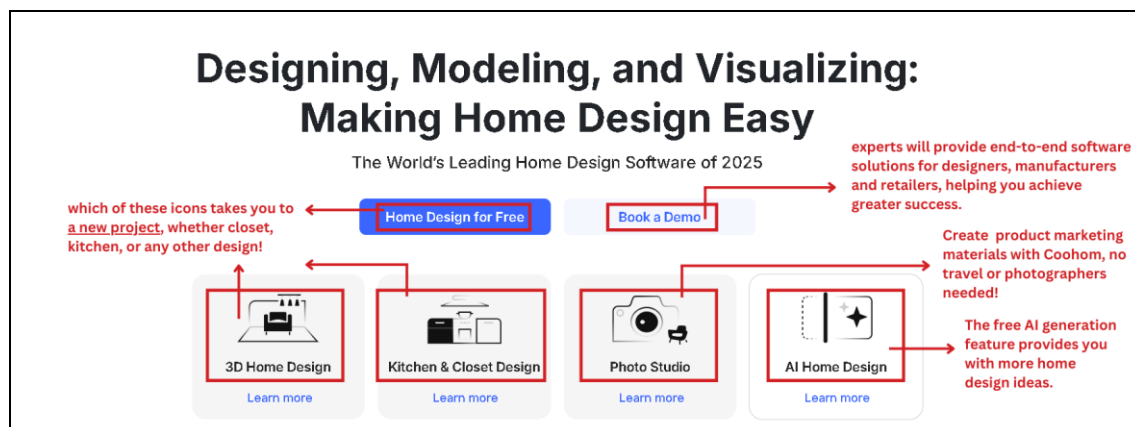 Designing, Modeling, and Visualizing:
Making Home Design Easy
The World's Leading Home Design Software of 2025
experts will provide end-to-end software
solutions for designers, manufacturers
and retailers, helping you achieve
greater success.
which of these icons takes you to
a new project, whether closet,
kitchen, or any other design!
Home Design for Free
Book a Demo
Create product marketing
materials with Coohom, no
travel or photographers
needed!
The free AI generation
feature provides you
with more home
design ideas.
3D Home Design
Learn more
Kitchen & Closet Design
Learn more
Photo Studio
Learn more
AI Home Design
Learn more